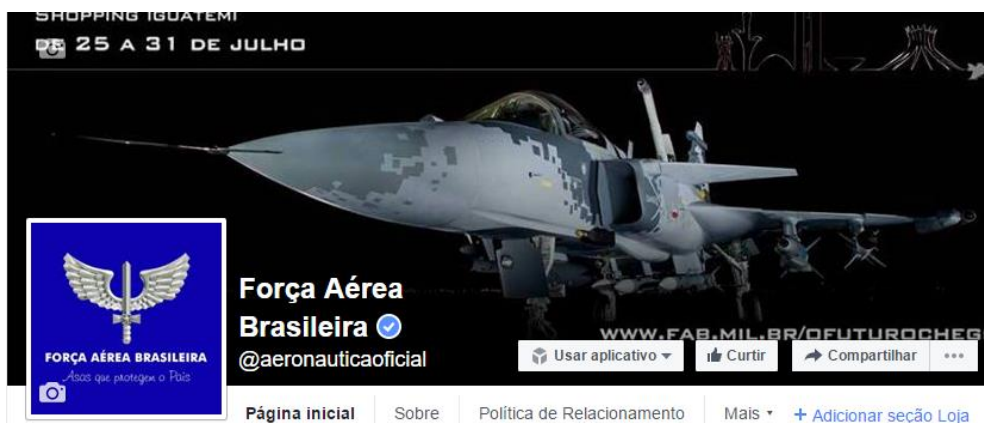 SHOPPING IGUATEMI
DE 25 A 31 DE JULHO
FORÇA AÉREA BRASILEIRA
Asas que protegem o País
Força Aérea
Brasileira
@aeronauticaoficial
WWW.FAB.MIL.BR/OFUTUROCHEG
Usar aplicativo
Curtir
Compartilhar
Página inicial
Sobre
Política de Relacionamento
Mais
+ Adicionar seção Loja